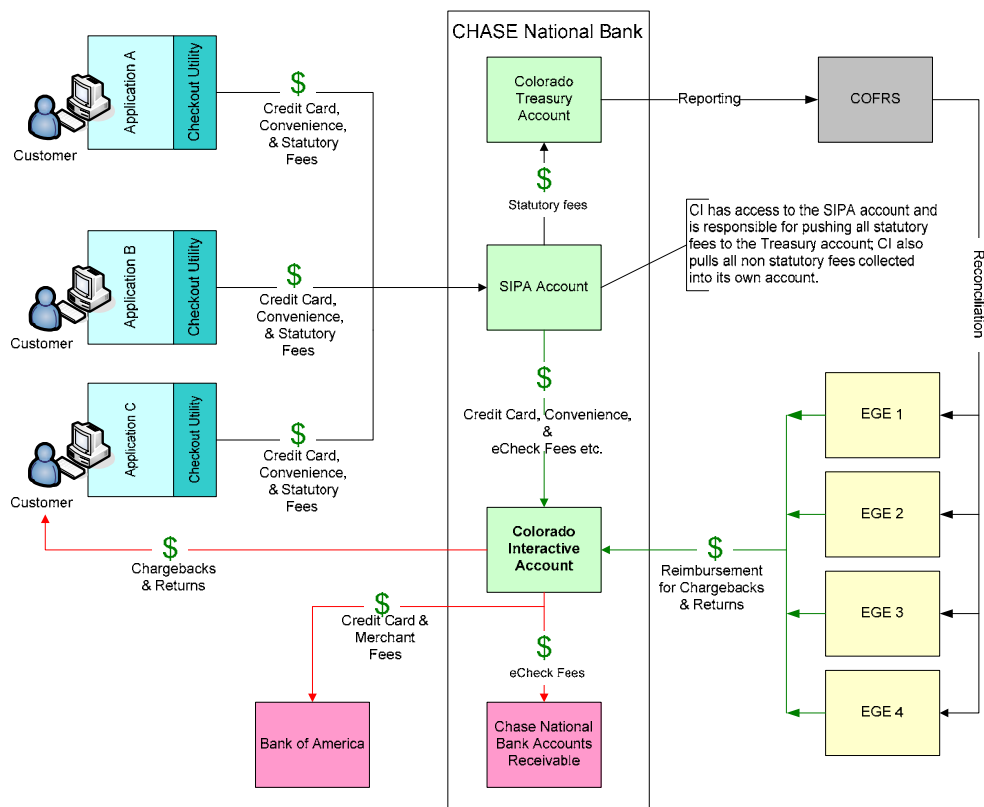 CHASE National Bank
Application A
Checkout Utility
Customer
$
Credit Card,
Convenience,
& Statutory
Fees
Colorado
Treasury
Account
Reporting
COFRS
$
Statutory fees
CI has access to the SIPA account and
is responsible for pushing all statutory
fees to the Treasury account; CI also
pulls all non statutory fees collected
into its own account.
Reconciliation
Application B
Checkout Utility
Customer
$
Credit Card,
Convenience,
& Statutory
Fees
SIPA Account
$
Credit Card, Convenience,
&
eCheck Fees etc.
Application C
Checkout Utility
Customer
$
Credit Card,
Convenience,
& Statutory
Fees
EGE 1
EGE 2
EGE 3
EGE 4
Colorado
Interactive
Account
$
Chargebacks
& Returns
$
Reimbursement
for Chargebacks
& Returns
$
Credit Card &
Merchant
Fees
$
eCheck Fees
Bank of America
Chase National
Bank Accounts
Receivable